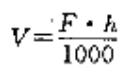 V = F · h / 1000